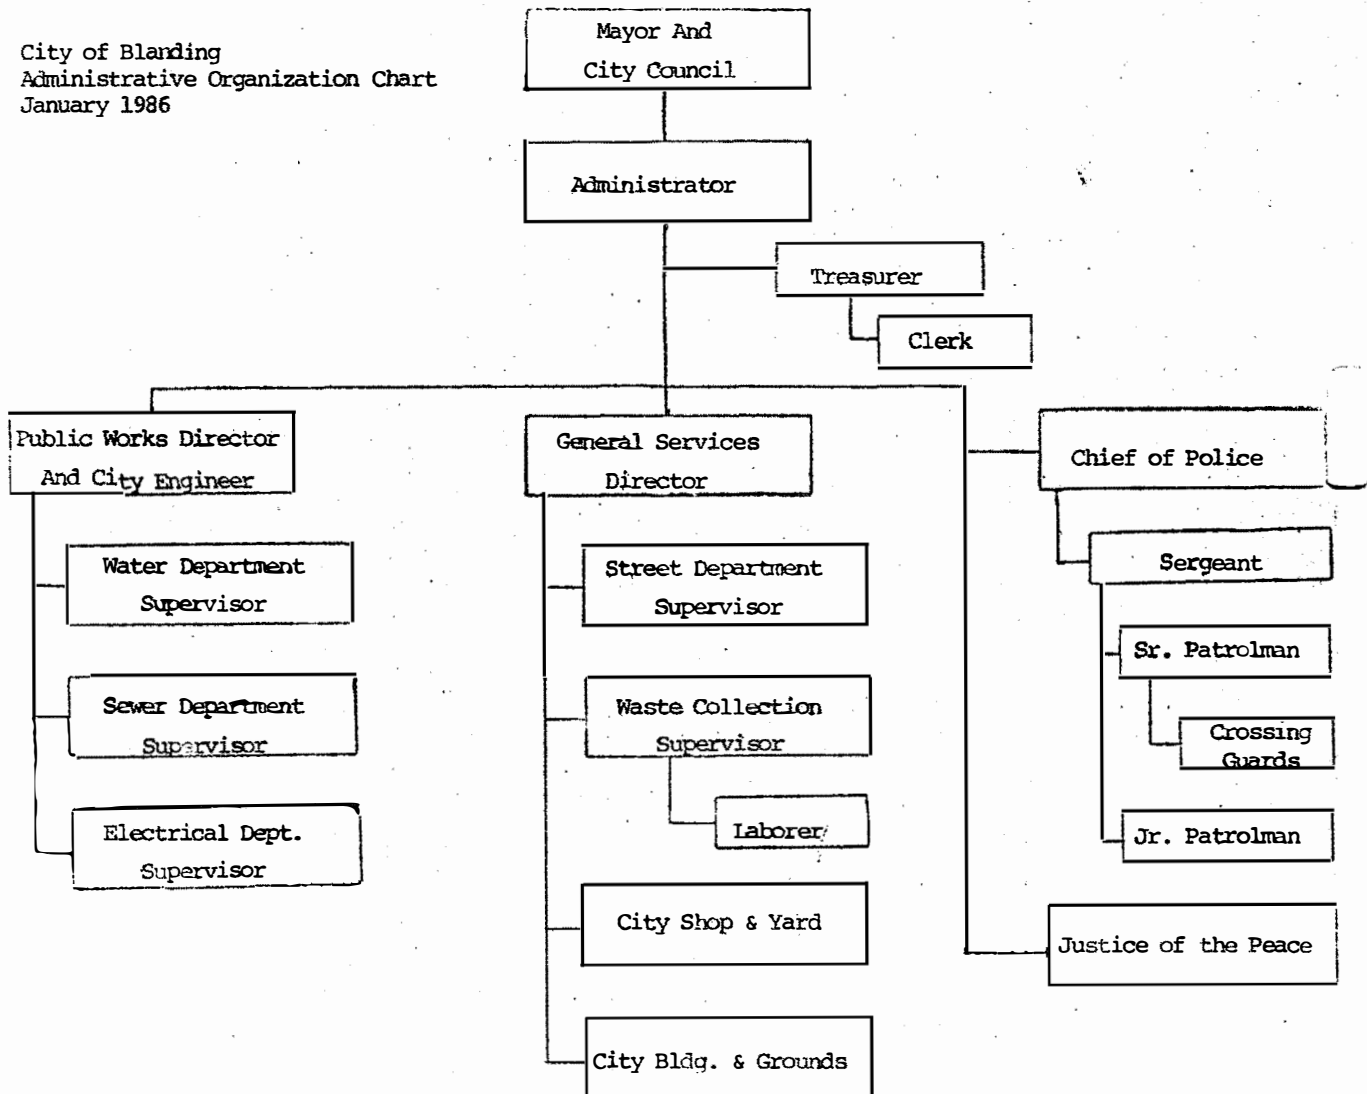 City of Blanding
Administrative Organization Chart
January 1986
Mayor And
City Council
Administrator
Treasurer
Clerk
Public Works Director
And City Engineer
General Services
Director
Chief of Police
Water Department
Supervisor
Street Department
Supervisor
Sergeant
Sr. Patrolman
Sewer Department
Supervisor
Waste Collection
Supervisor
Crossing
Guards
Electrical Dept.
Supervisor
Laborer
Jr. Patrolman
City Shop & Yard
Justice of the Peace
City Bldg. & Grounds